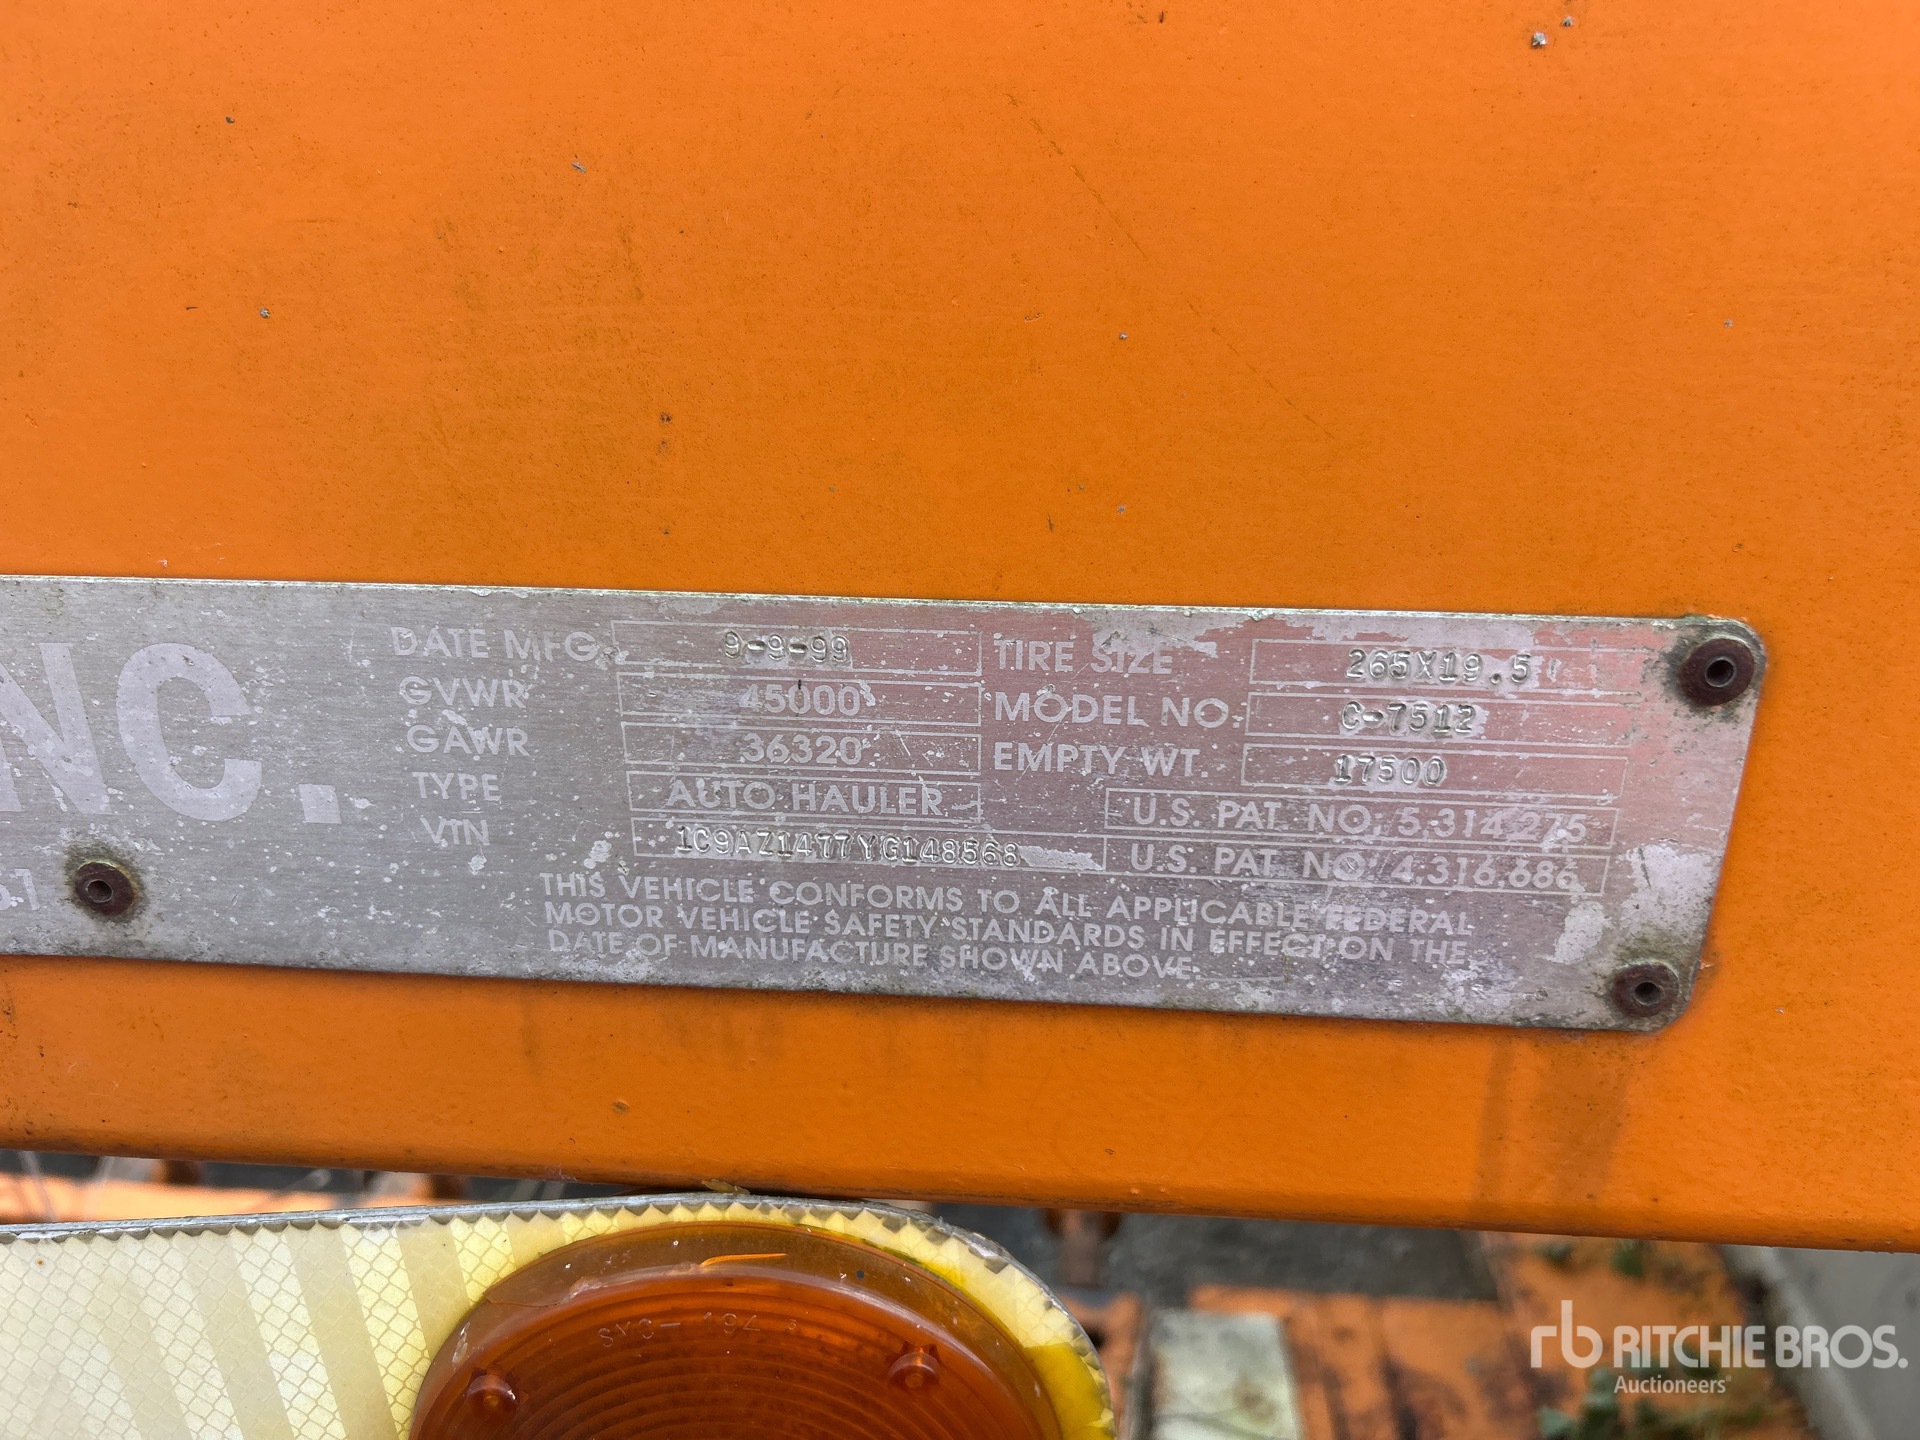 NC.
DATE MFG. 9-9-99 TIRE SIZE 265X19.5
GVWR 45000 MODEL NO. C-7512
GAWR 36320 EMPTY WT. 17500
TYPE AUTO HAULER U.S. PAT. NO. 5,314,275
VIN 1C9AZ1477YG148568 U.S. PAT. NO. 4,316,686
THIS VEHICLE CONFORMS TO ALL APPLICABLE FEDERAL
MOTOR VEHICLE SAFETY STANDARDS IN EFFECT ON THE
DATE OF MANUFACTURE SHOWN ABOVE.
rb RITCHIE BROS.
Auctioneers